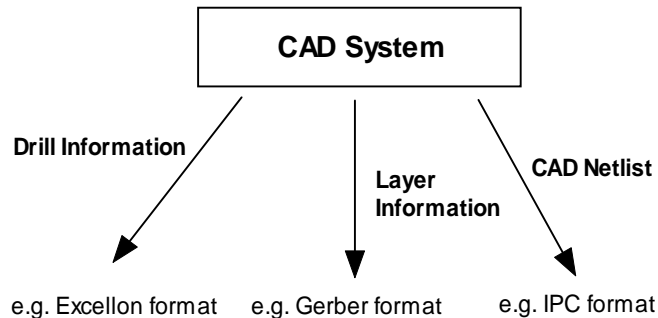 CAD System
Drill Information
CAD Netlist
Layer
Information
e.g. Excellon format
e.g. Gerber format
e.g. IPC format